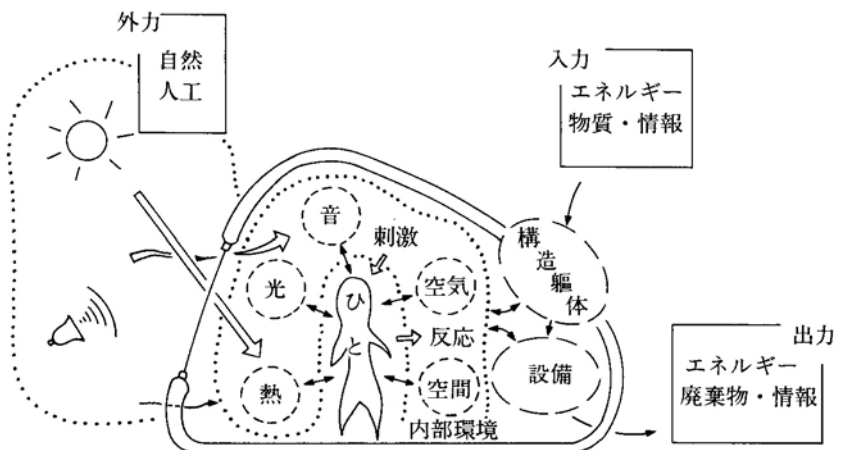 外力
自然
人工
入力
エネルギー
物質・情報
音
刺激
構造躯体
光
ひと
空気
反応
熱
空間
設備
内部環境
出力
エネルギー
廃棄物・情報